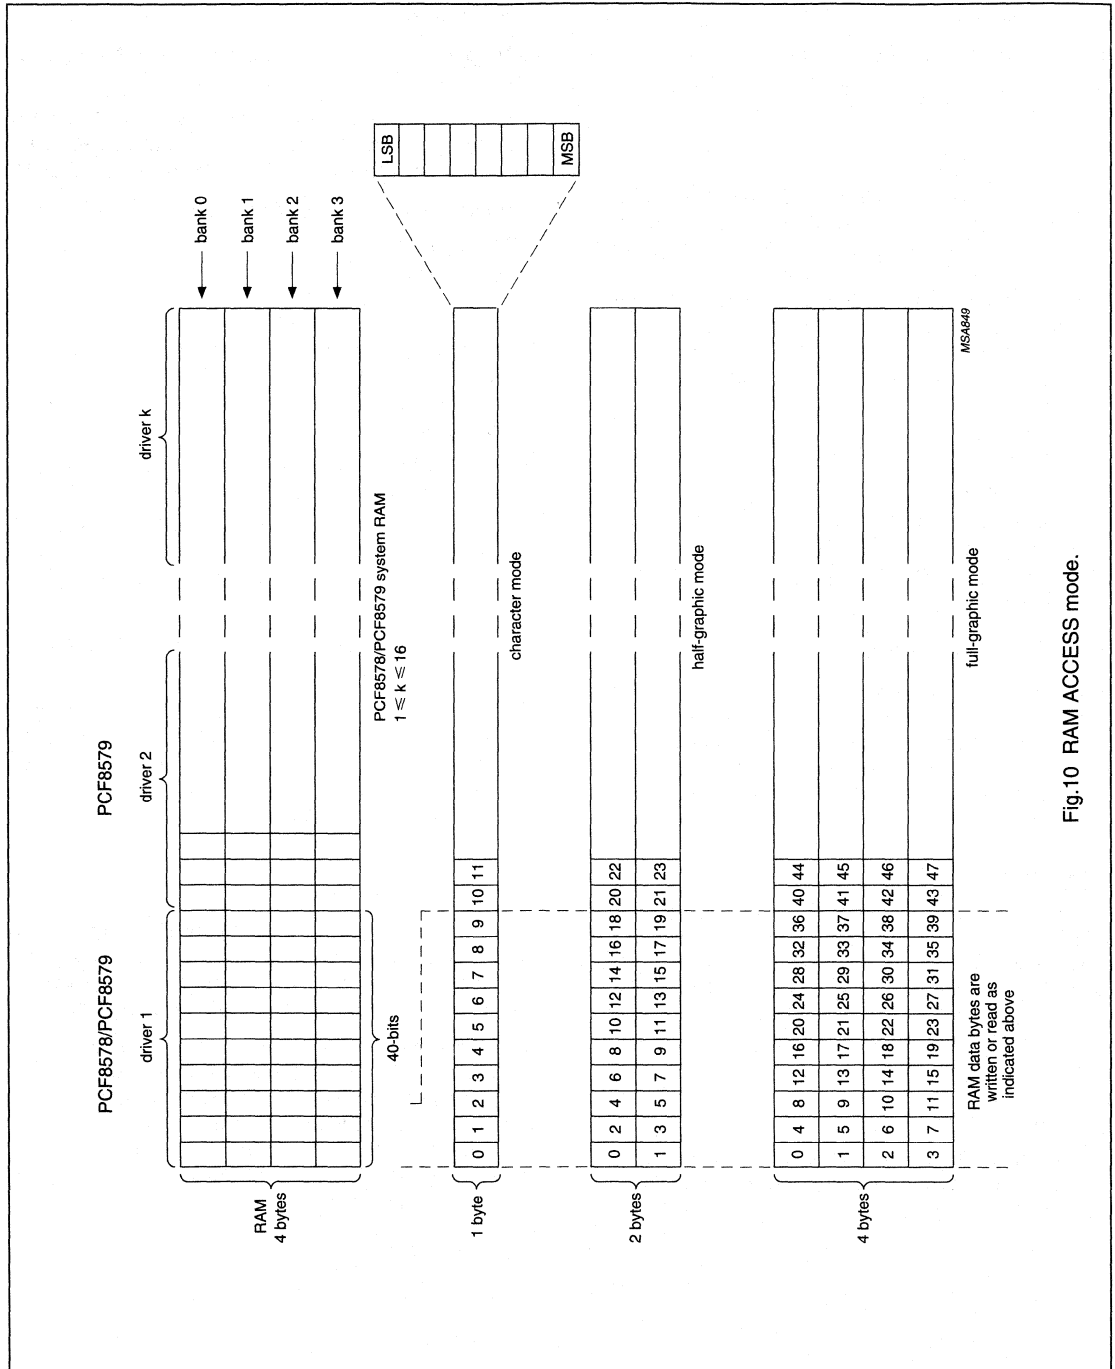 PCF8578/PCF8579
PCF8579
driver 1
driver 2
driver k
RAM
4 bytes
bank 0
bank 1
bank 2
bank 3
40-bits
PCF8578/PCF8579 system RAM
1 ≤ k ≤ 16
LSB
MSB
1 byte
0 1 2 3 4 5 6 7 8 9 10 11
character mode
2 bytes
0 2 4 6 8 10 12 14 16 18 20 22
1 3 5 7 9 11 13 15 17 19 21 23
half-graphic mode
4 bytes
0 4 8 12 16 20 24 28 32 36 40 44
1 5 9 13 17 21 25 29 33 37 41 45
2 6 10 14 18 22 26 30 34 38 42 46
3 7 11 15 19 23 27 31 35 39 43 47
RAM data bytes are
written or read as
indicated above
full-graphic mode
MSA849
Fig.10 RAM ACCESS mode.